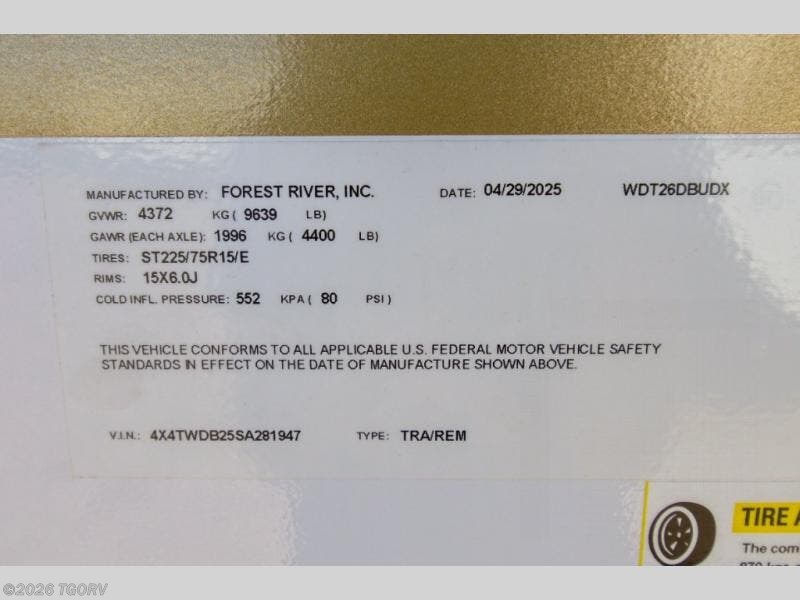 MANUFACTURED BY: FOREST RIVER, INC. DATE: 04/29/2025 WDT26DBUDX
GVWR: 4372 KG( 9639 LB)
GAWR (EACH AXLE): 1996 KG( 4400 LB)
TIRES: ST225/75R15/E
RIMS: 15X6.0J
COLD INFL. PRESSURE: 552 KPA( 80 PSI)
THIS VEHICLE CONFORMS TO ALL APPLICABLE U.S. FEDERAL MOTOR VEHICLE SAFETY
STANDARDS IN EFFECT ON THE DATE OF MANUFACTURE SHOWN ABOVE.
V.I.N.: 4X4TWDB25SA281947 TYPE: TRA/REM
TIRE A
The com
©2026 TGORV